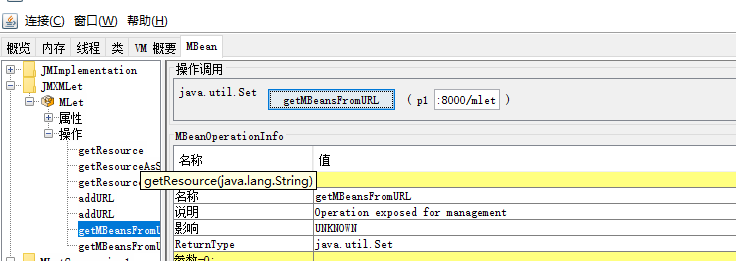 连接(C) 窗口(W) 帮助(H)
概览 内存 线程 类 VM 概要 MBean
JMImplementation
JMXMLet
MLet
属性
操作
getResource
getResourceAsS
getResource
getResource(java.lang.String)
addURL
addURL
getMBeansFromU
getMBeansFromU
操作调用
java.util.Set getMBeansFromURL ( p1 :8000/mlet )
MBeanOperationInfo
名称 值
名称 getMBeansFromURL
说明 Operation exposed for management
影响 UNKNOWN
ReturnType java.util.Set
参数-0: